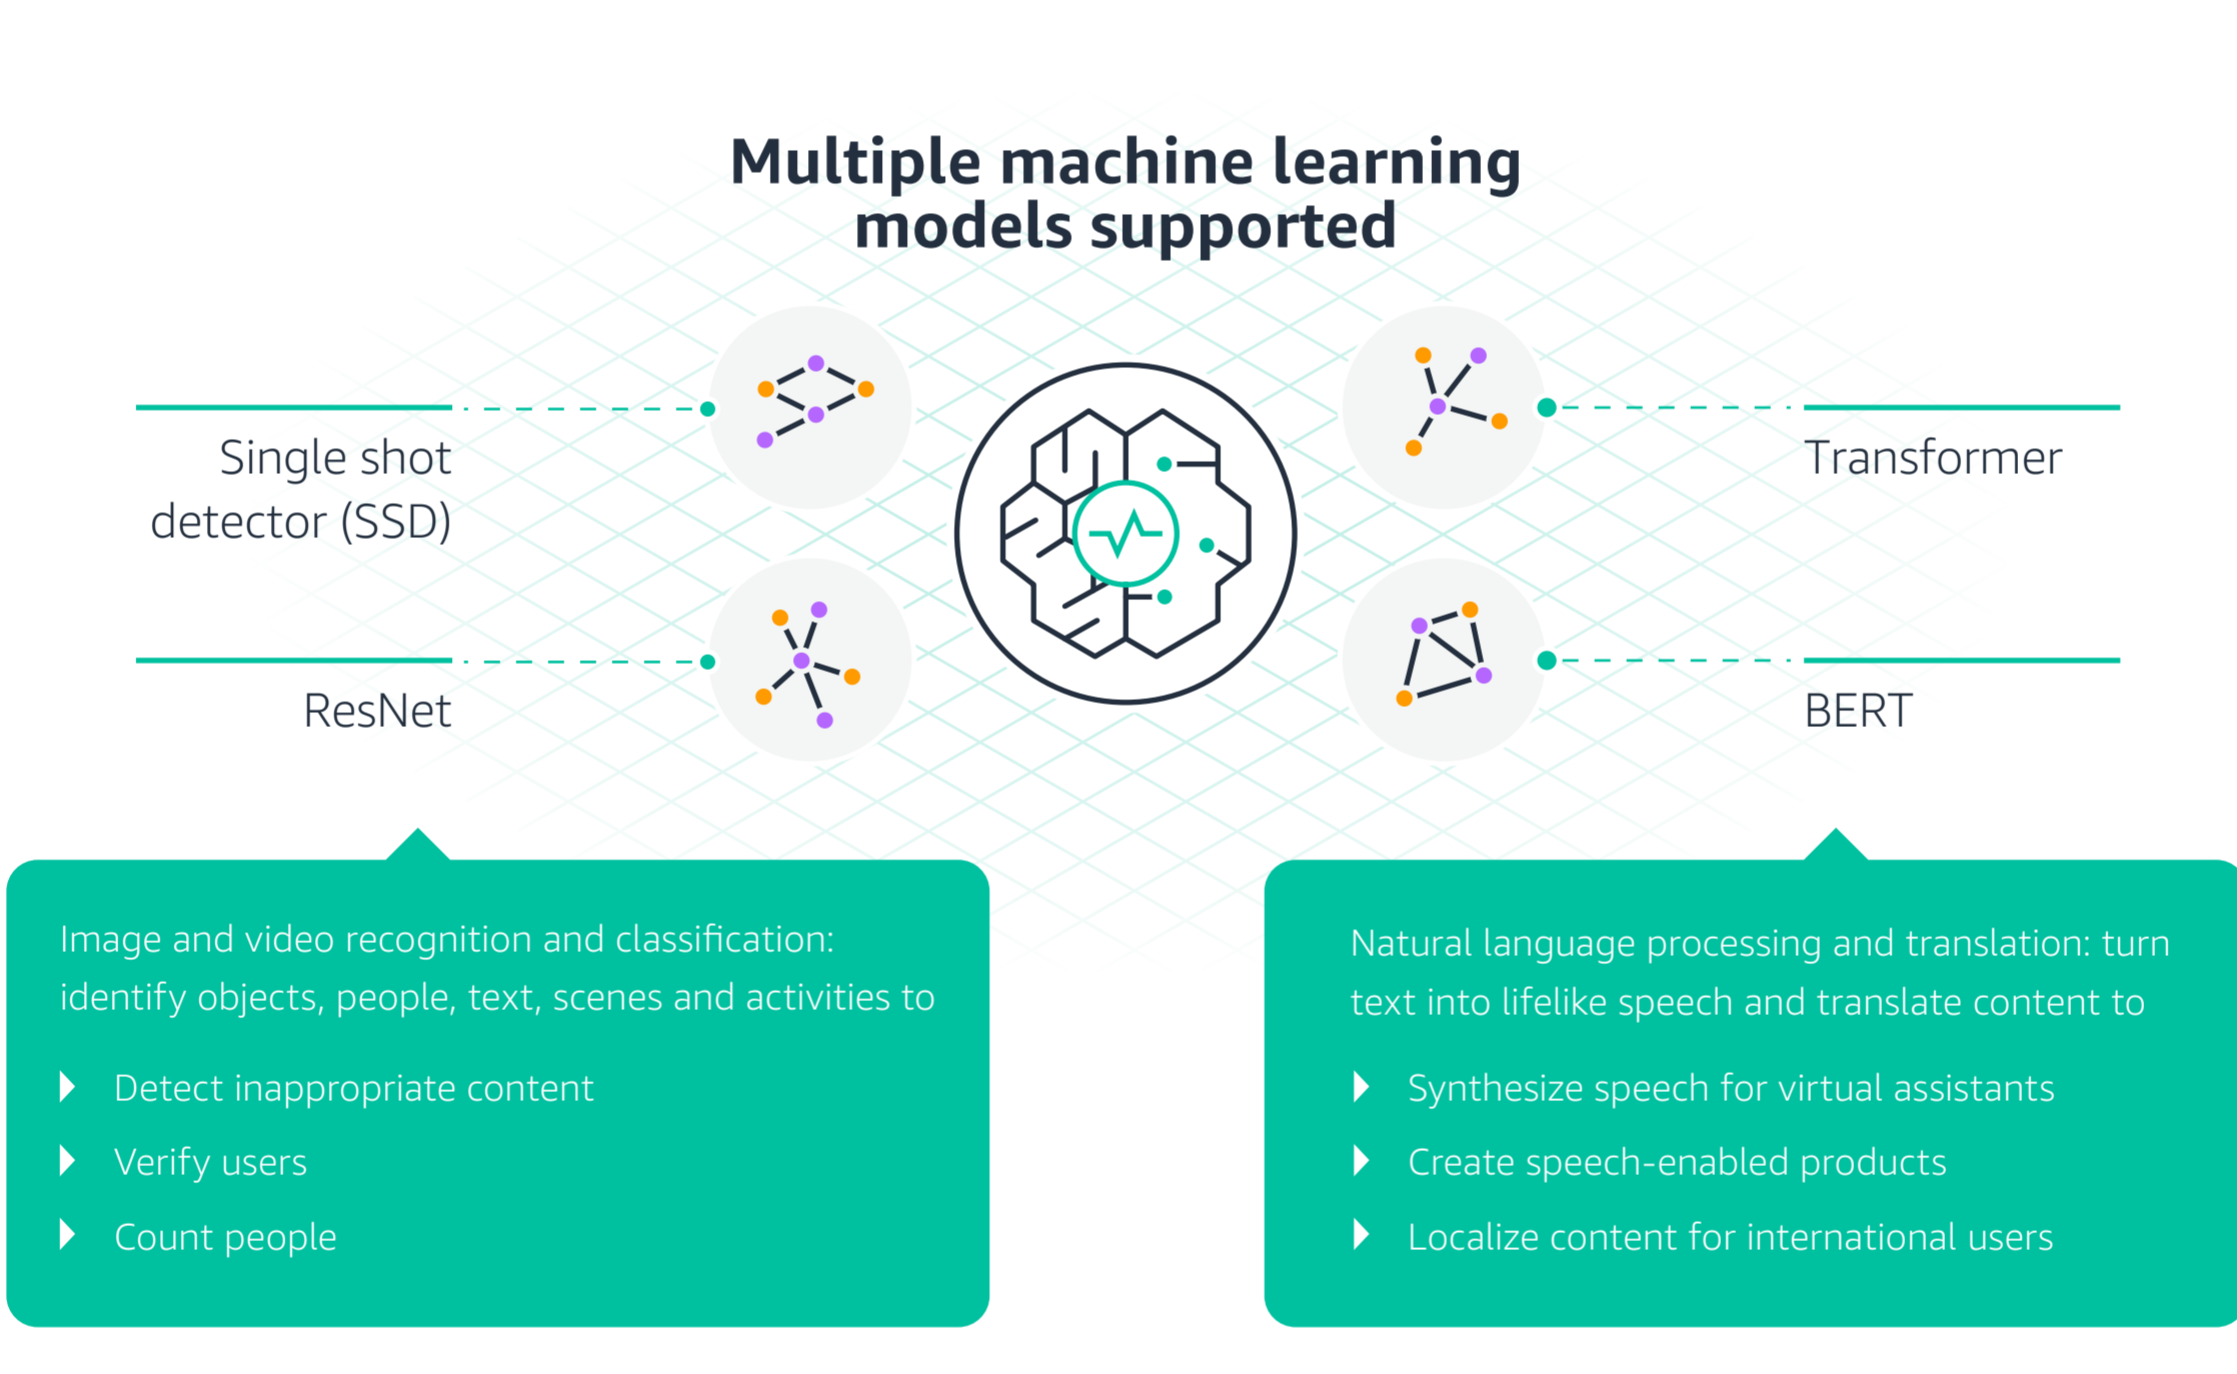 Multiple machine learning
models supported
Single shot
detector (SSD)
Transformer
ResNet
BERT
Image and video recognition and classification:
identify objects, people, text, scenes and activities to
Detect inappropriate content
Verify users
Count people
Natural language processing and translation: turn
text into lifelike speech and translate content to
Synthesize speech for virtual assistants
Create speech-enabled products
Localize content for international users